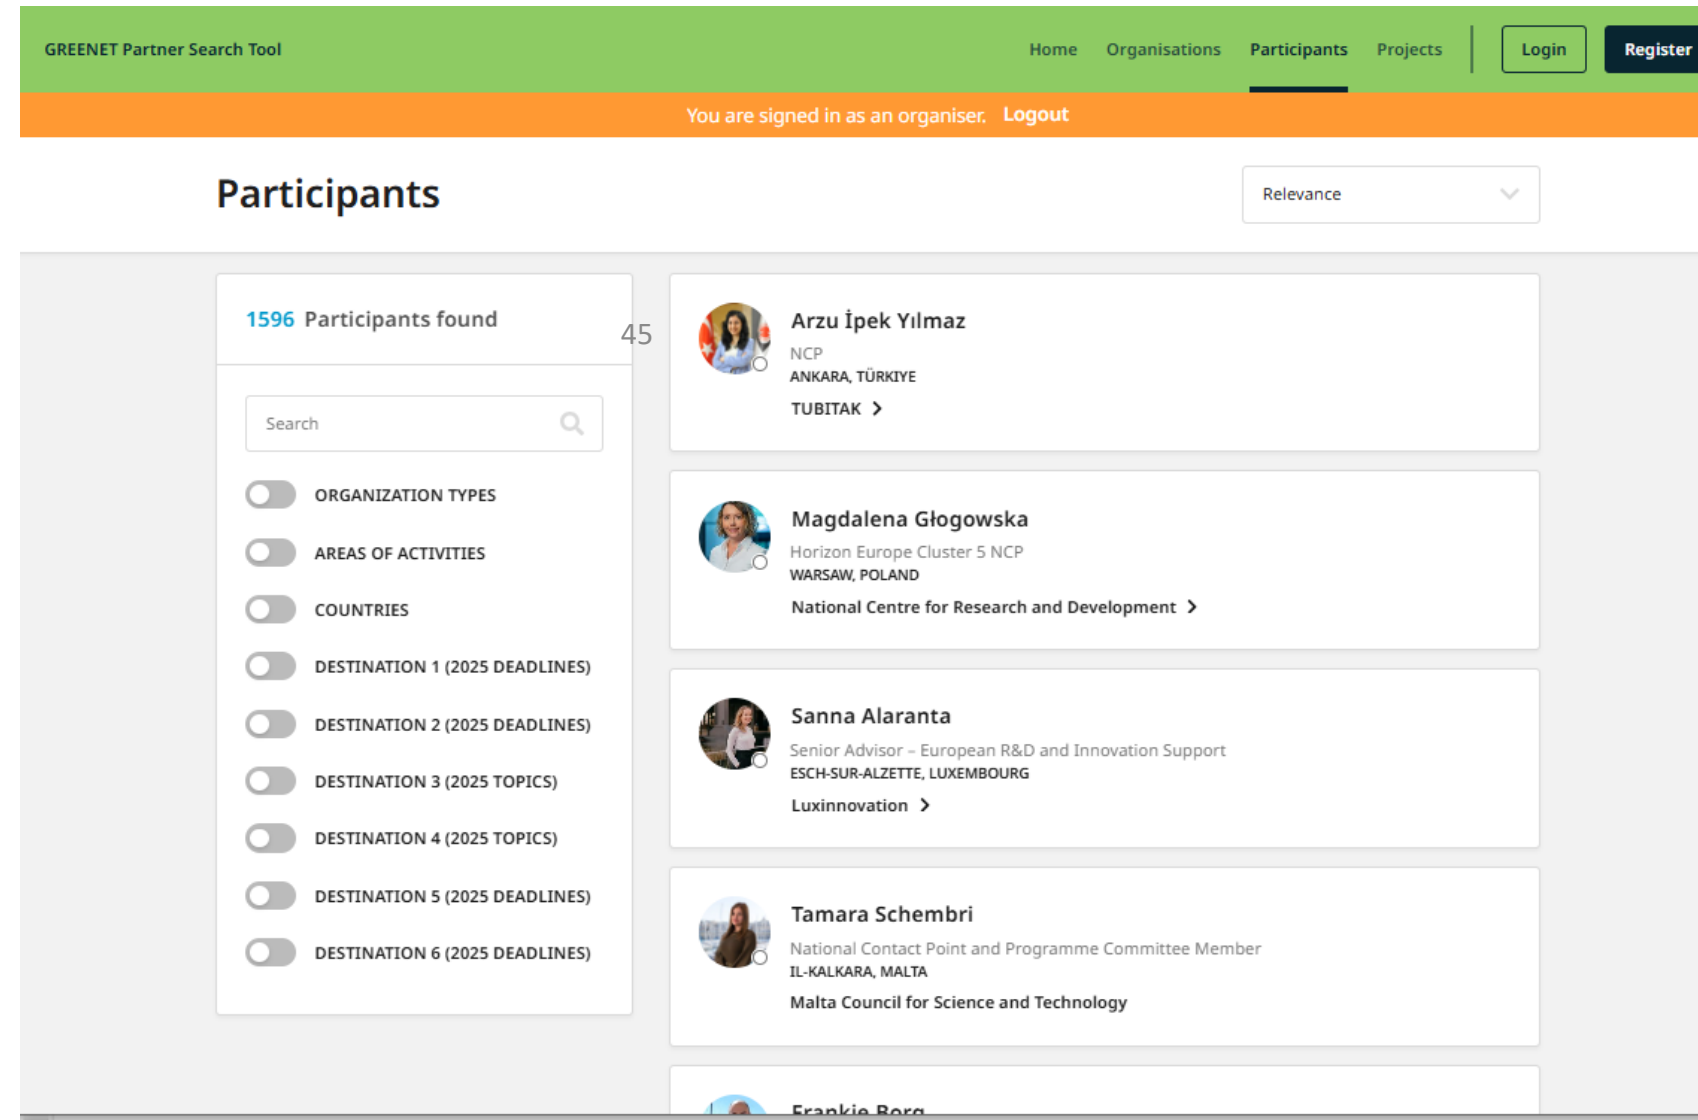 GREENET Partner Search Tool
Home Organisations Participants Projects Login Register
You are signed in as an organiser. Logout
Participants
Relevance
1596 Participants found
45
Search
ORGANIZATION TYPES
AREAS OF ACTIVITIES
COUNTRIES
DESTINATION 1 (2025 DEADLINES)
DESTINATION 2 (2025 DEADLINES)
DESTINATION 3 (2025 TOPICS)
DESTINATION 4 (2025 TOPICS)
DESTINATION 5 (2025 DEADLINES)
DESTINATION 6 (2025 DEADLINES)
Arzu İpek Yılmaz
NCP
ANKARA, TÜRKIYE
TUBITAK
Magdalena Głogowska
Horizon Europe Cluster 5 NCP
WARSAW, POLAND
National Centre for Research and Development
Sanna Alaranta
Senior Advisor – European R&D and Innovation Support
ESCH-SUR-ALZETTE, LUXEMBOURG
Luxinnovation
Tamara Schembri
National Contact Point and Programme Committee Member
IL-KALKARA, MALTA
Malta Council for Science and Technology
Frankie Borg